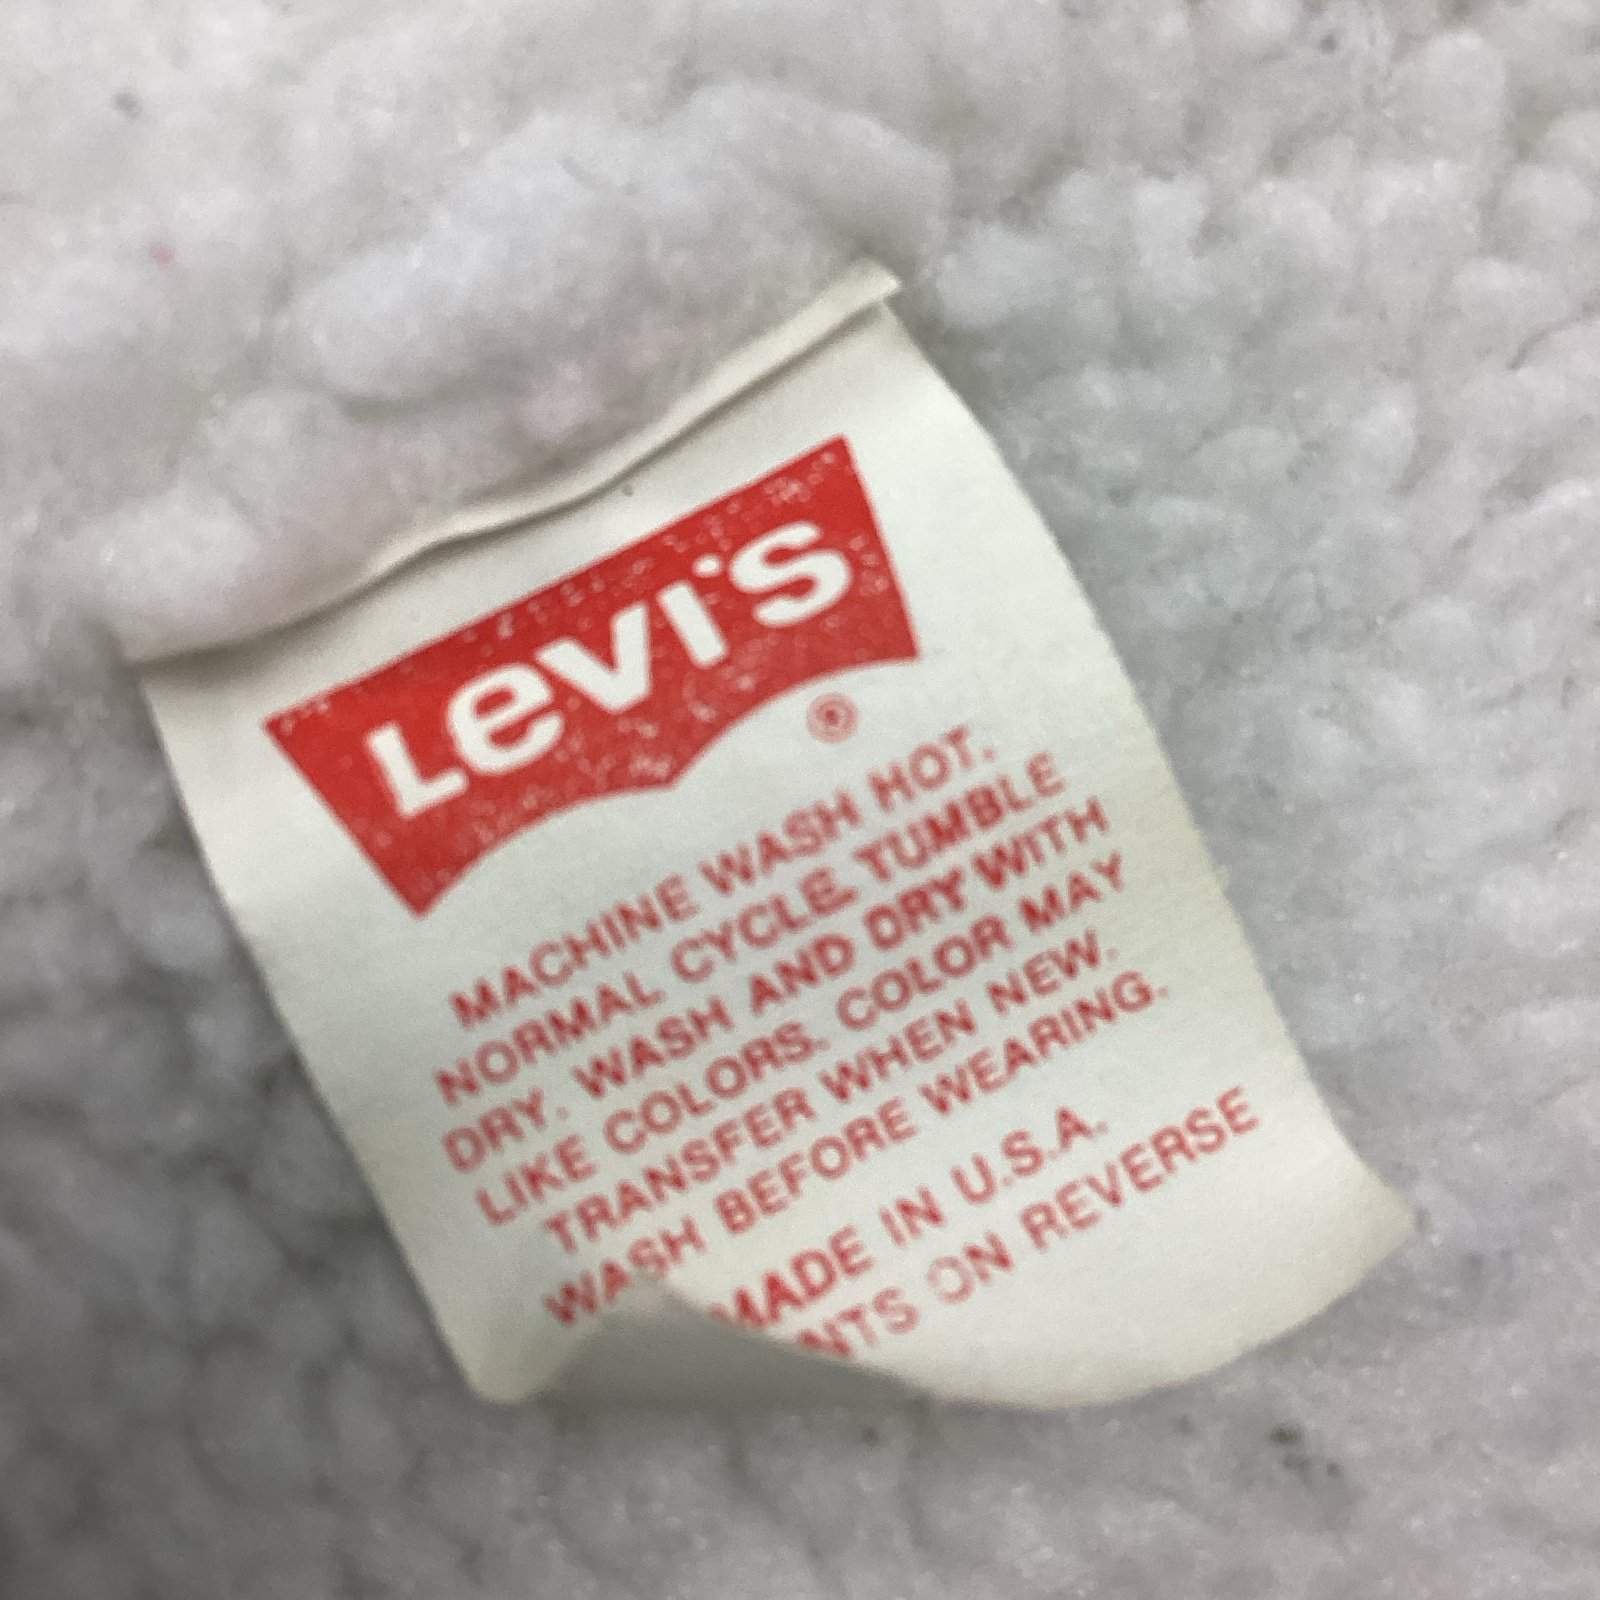 Levi's
®
MACHINE WASH HOT.
NORMAL CYCLE. TUMBLE
DRY. WASH AND DRY WITH
LIKE COLORS. COLOR MAY
TRANSFER WHEN NEW.
WASH BEFORE WEARING.
MADE IN U.S.A.
NTS ON REVERSE